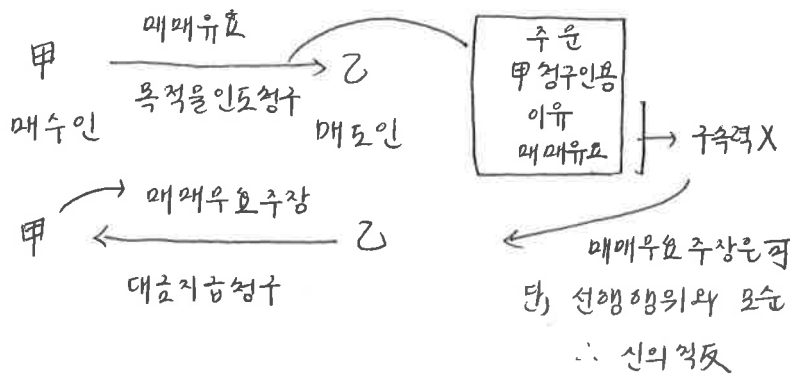 매매유효
甲
乙
목적물인도청구
매수인
매도인
주문
甲청구인용
이유
매매유효
구속력 X
매매무효주장
甲
乙
대금지급청구
매매무효주장은 可
단, 선행행위와 모순
∴ 신의칙反